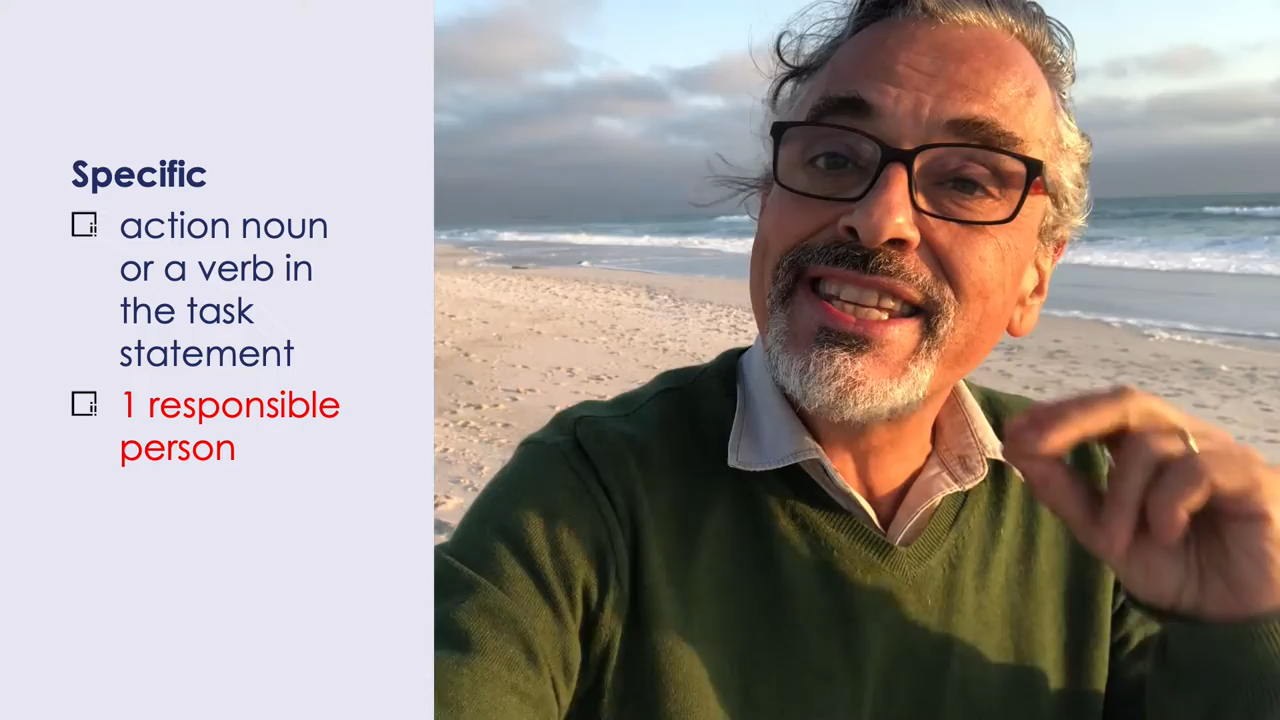 Specific
action noun
or a verb in
the task
statement
1 responsible
person